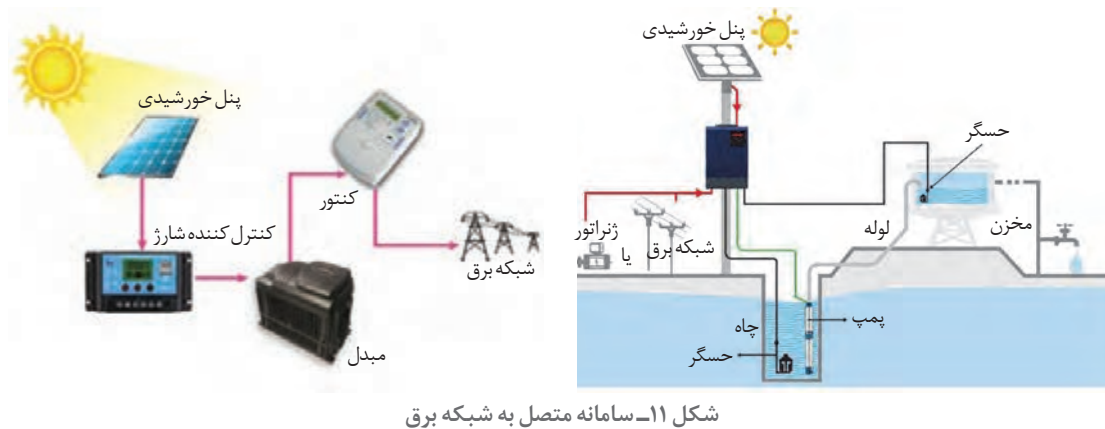 پنل خورشیدی
کنتور
کنترل کننده شارژ
شبکه برق
مبدل
پنل خورشیدی
حسگر
مخزن
لوله
ژنراتور
یا
شبکه برق
چاه
پمپ
حسگر
شکل ۱۱ــ سامانه متصل به شبکه برق